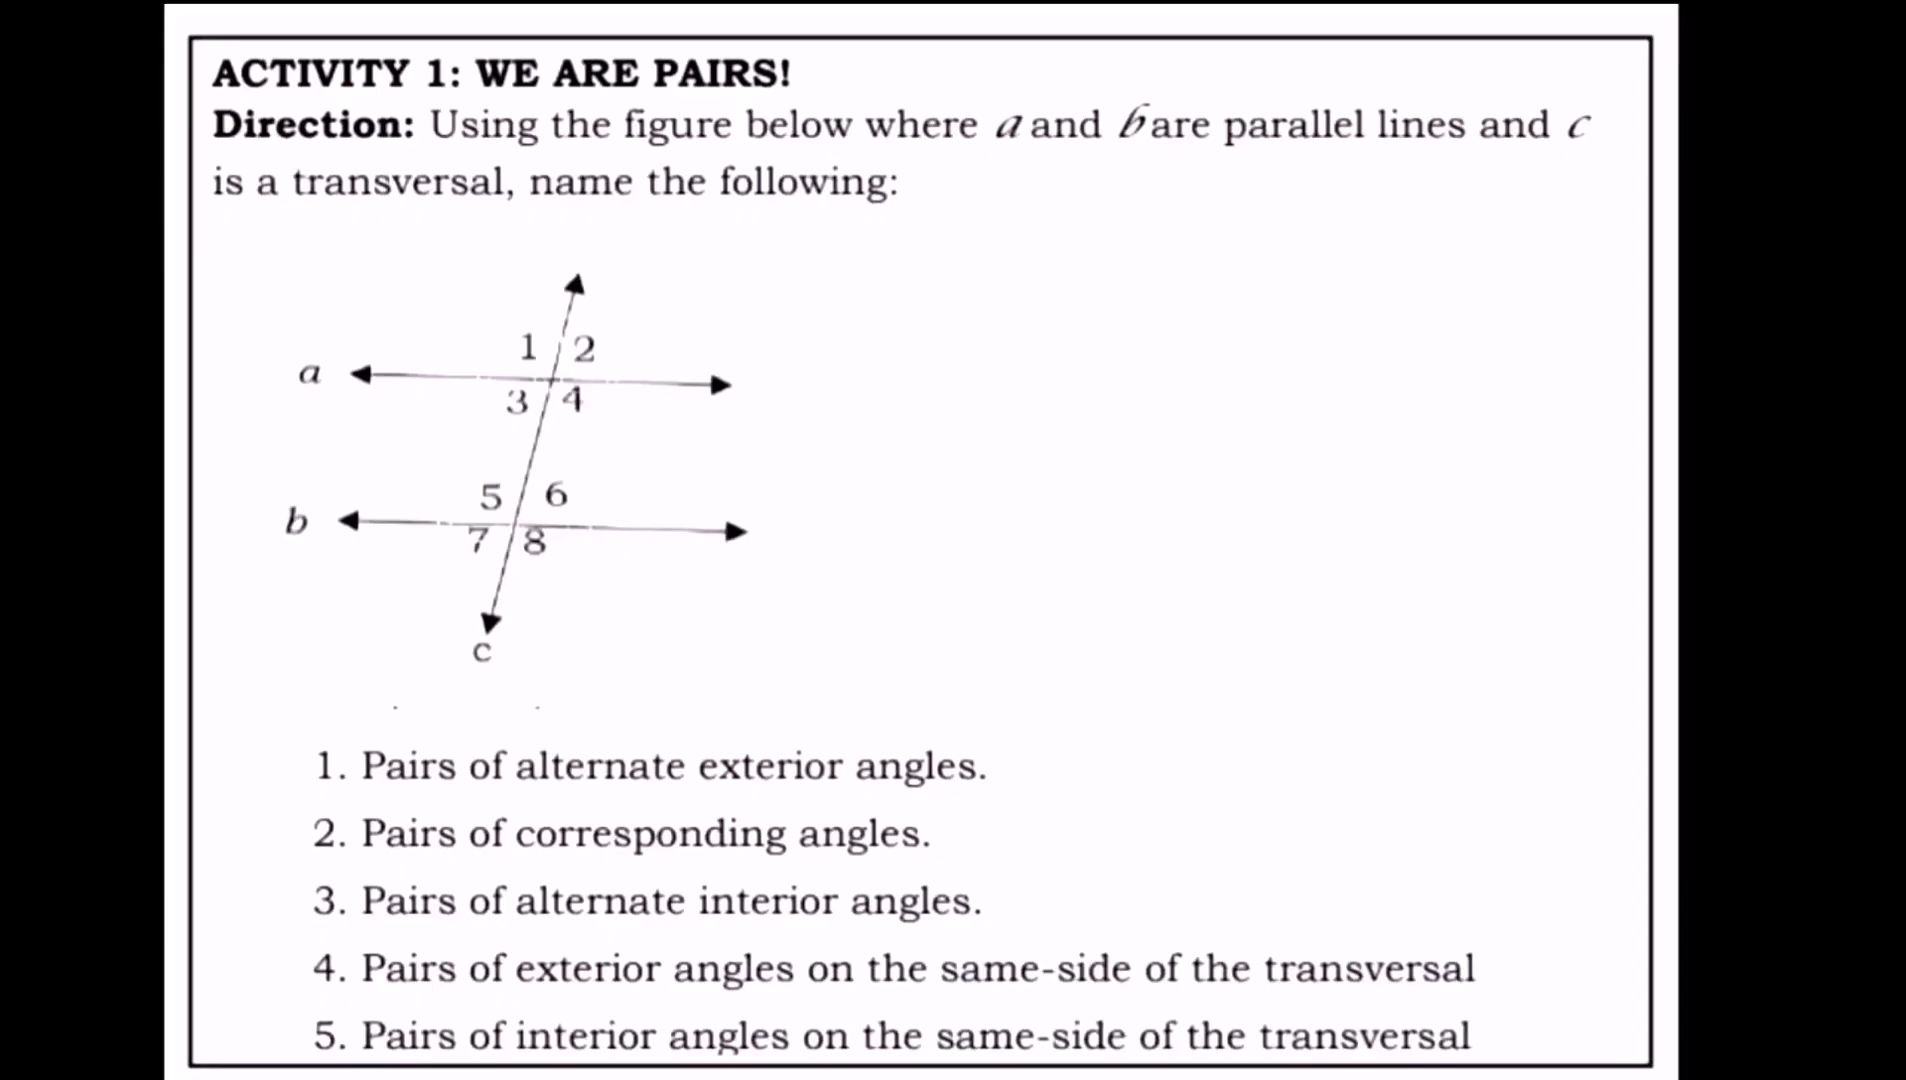 ACTIVITY 1: WE ARE PAIRS!
Direction: Using the figure below where a and b are parallel lines and c
is a transversal, name the following:
1 2
a
3 4
5 6
b
7 8
c
1. Pairs of alternate exterior angles.
2. Pairs of corresponding angles.
3. Pairs of alternate interior angles.
4. Pairs of exterior angles on the same-side of the transversal
5. Pairs of interior angles on the same-side of the transversal